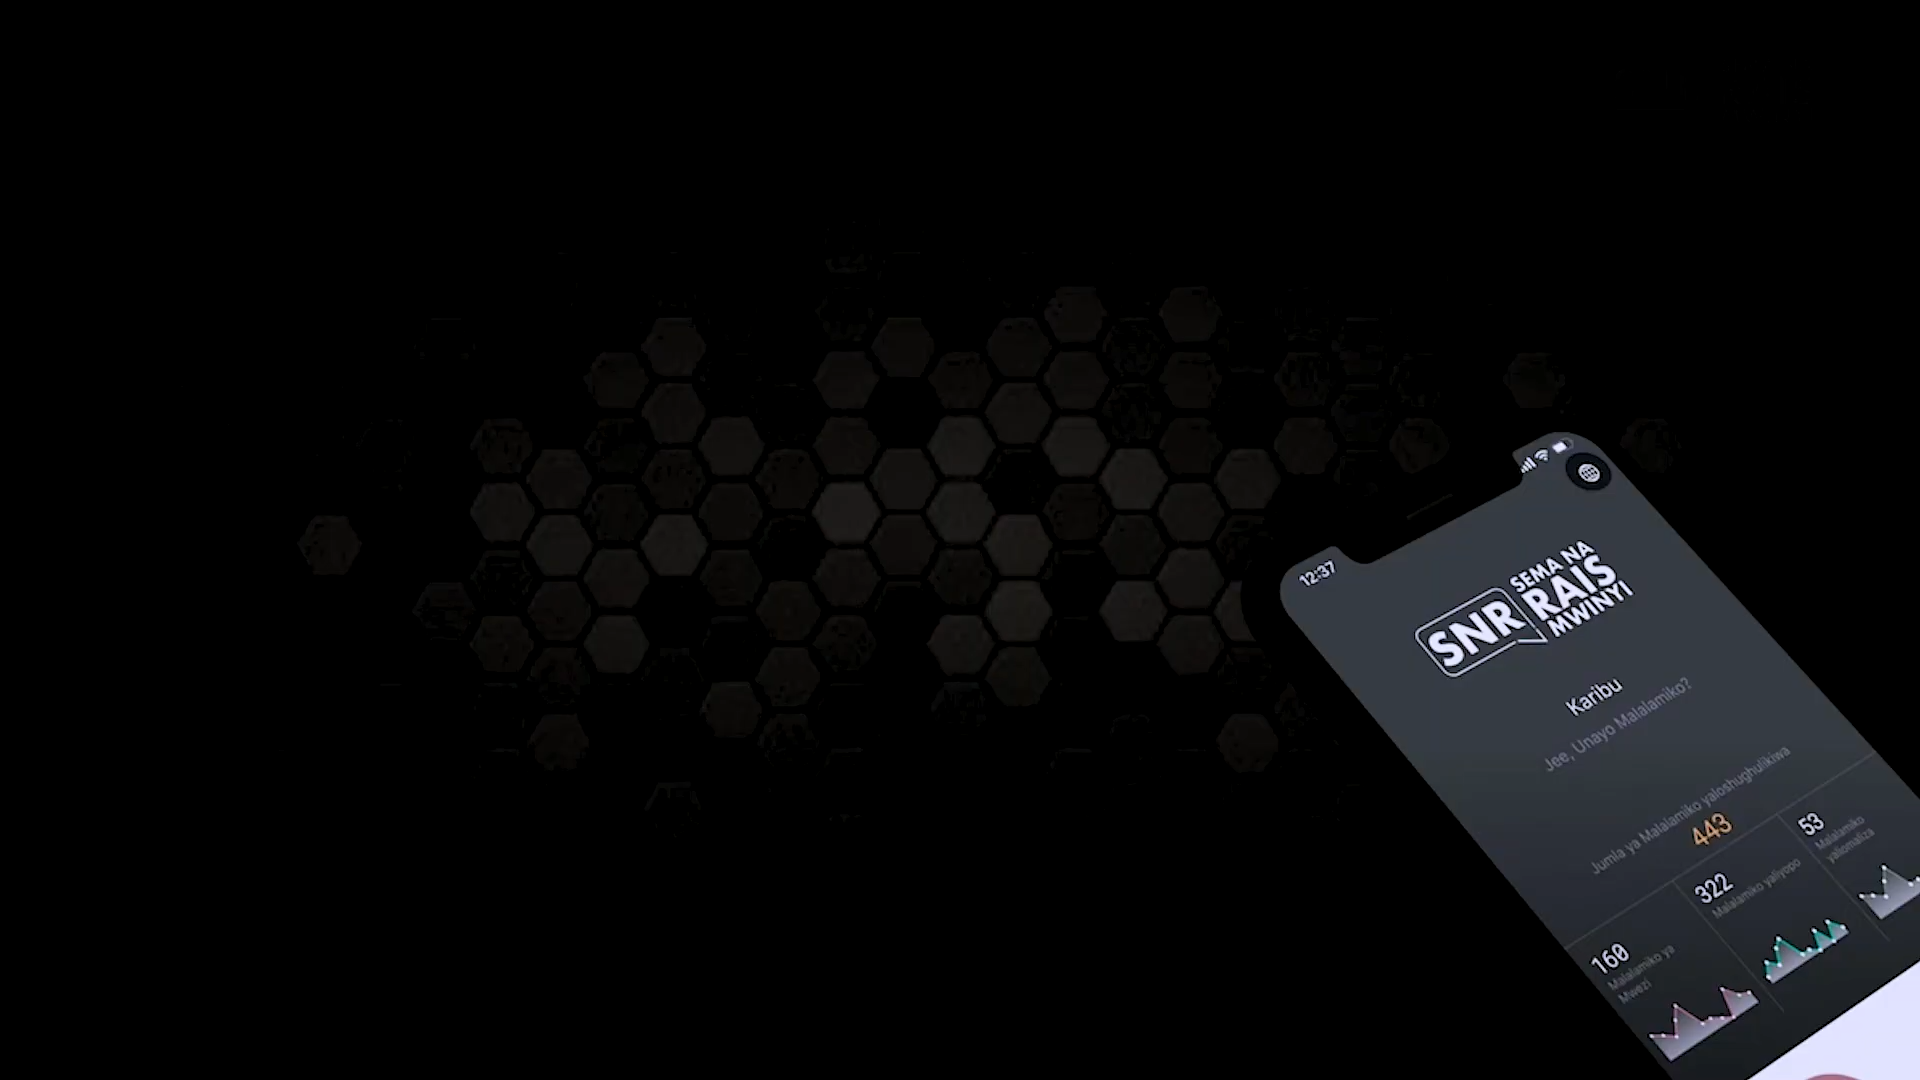 12:37
SNR
SEMA NA
RAIS
MWINYI
Karibu
Jee, Unayo Malalamiko?
Jumla ya Malalamiko yaloshughulikiwa
443
160
Malalamiko ya
Mwezi
322
Malalamiko yaliyopo
53
Malalamiko
yaliomaliza